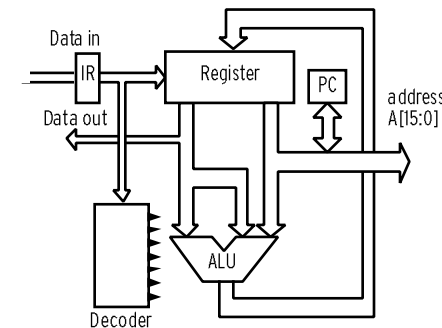 Data in
IR
Register
PC
address
A[15:0]
Data out
ALU
Decoder